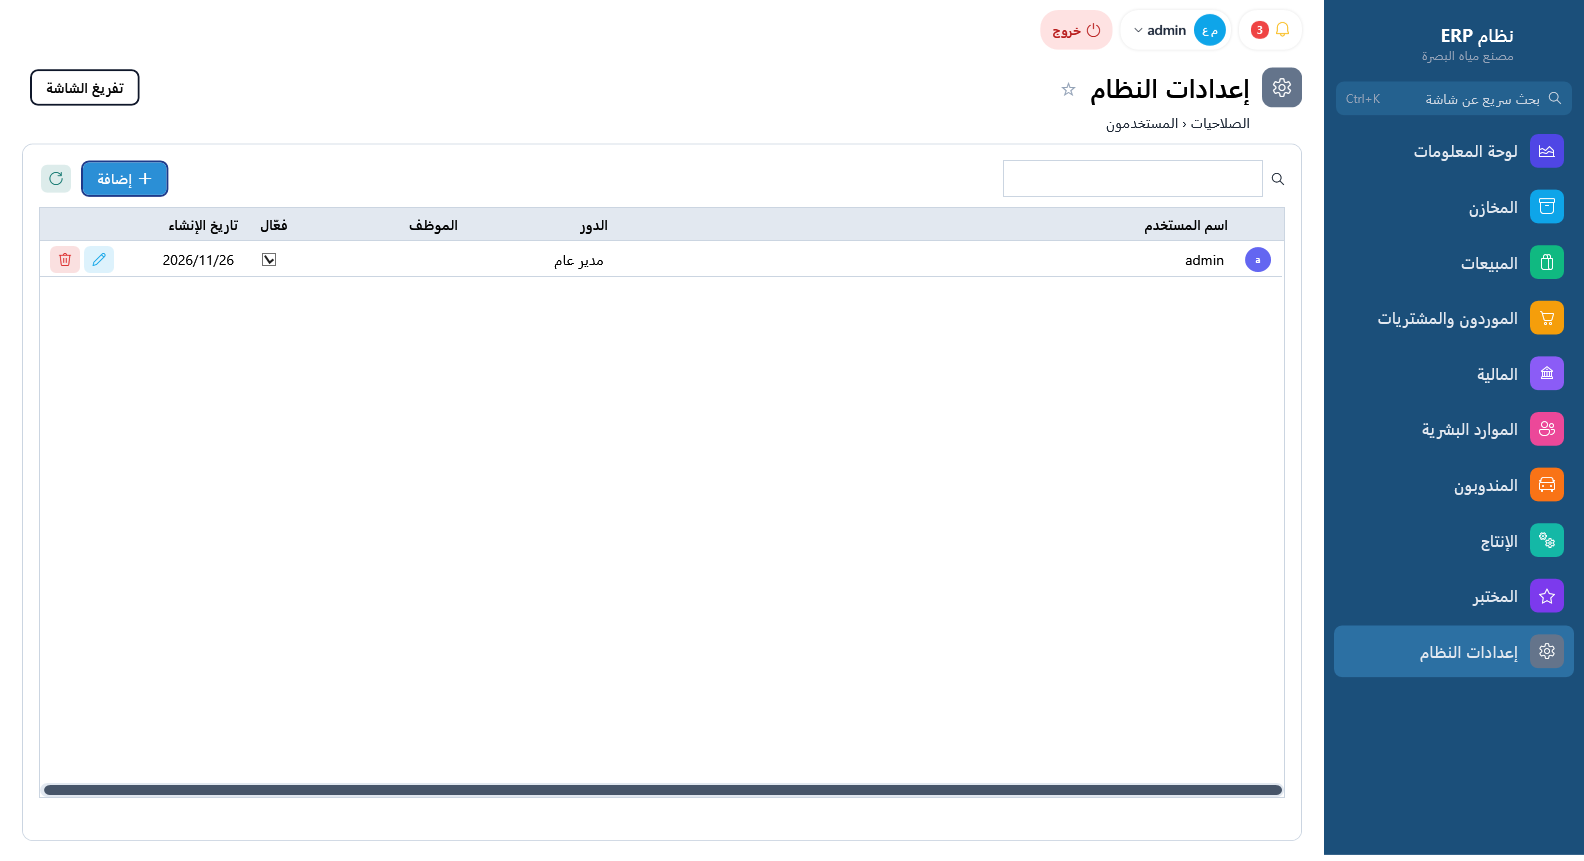 نظام ERP
مصنع مياه البصرة
بحث سريع عن شاشة Ctrl+K
لوحة المعلومات
المخازن
المبيعات
الموردون والمشتريات
المالية
الموارد البشرية
المندوبون
الإنتاج
المختبر
إعدادات النظام
3
م ع admin
خروج
إعدادات النظام
الصلاحيات › المستخدمون
تفريغ الشاشة
إضافة
اسم المستخدم الدور الموظف فعّال تاريخ الإنشاء
a admin مدير عام 2026/11/26